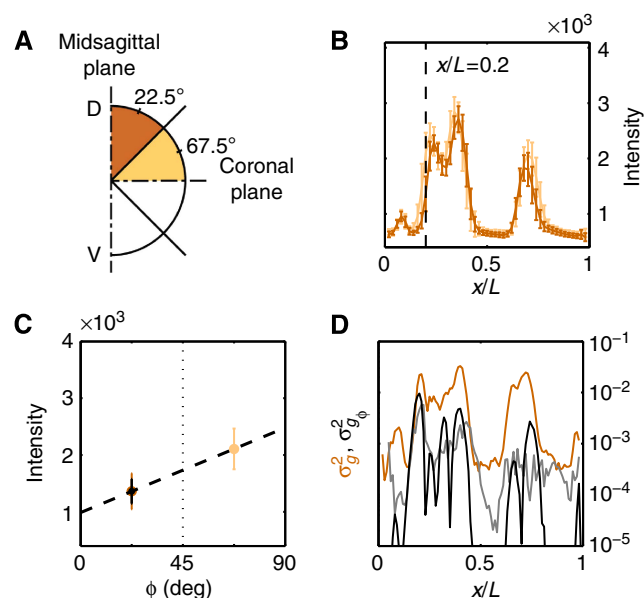 A
Midsagittal
plane
D
22.5°
67.5°
Coronal
plane
V
B
×10³
x/L=0.2
4
3
2
1
Intensity
0
0.5
1
x/L
C
×10³
4
3
2
1
Intensity
0
45
90
ϕ (deg)
D
10⁻¹
10⁻²
10⁻³
10⁻⁴
10⁻⁵
σ²g, σ²gϕ
0
0.5
1
x/L